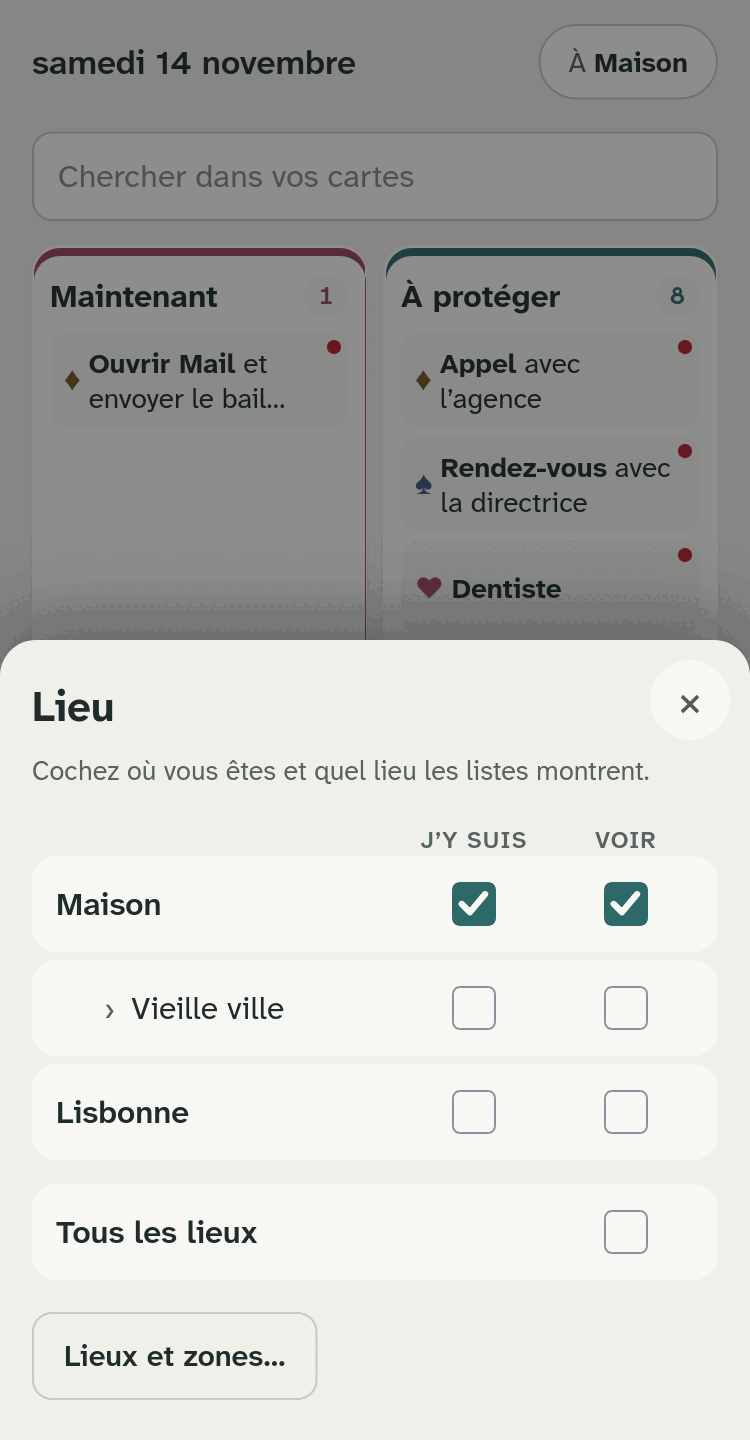 samedi 14 novembre
À Maison
Chercher dans vos cartes
Maintenant
1
Ouvrir Mail et
envoyer le bail…
À protéger
8
Appel avec
l’agence
Rendez-vous avec
la directrice
Dentiste
Lieu
×
Cochez où vous êtes et quel lieu les listes montrent.
J’Y SUIS
VOIR
Maison
› Vieille ville
Lisbonne
Tous les lieux
Lieux et zones…